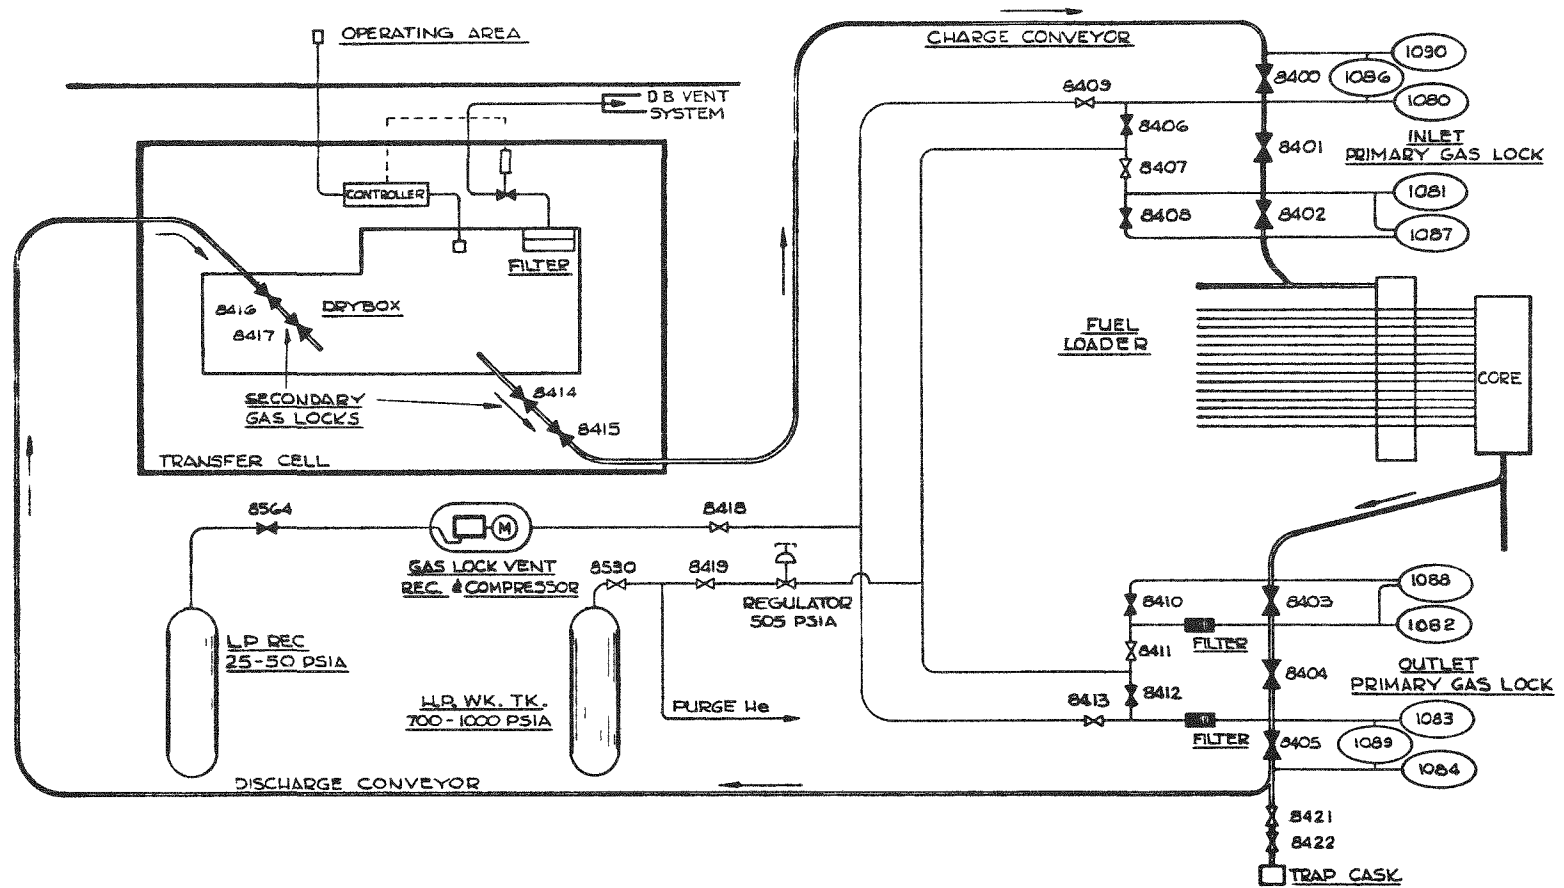 OPERATING AREA
CHARGE CONVEYOR
1090
8400
1086
8409
D B VENT
SYSTEM
1080
8406
INLET
PRIMARY GAS LOCK
8401
8407
CONTROLLER
1081
8408
8402
1087
FILTER
8416
DRYBOX
8417
FUEL
LOADER
CORE
SECONDARY
GAS LOCKS
8414
8415
TRANSFER CELL
8564
8418
M
GAS LOCK VENT
REC. & COMPRESSOR
8530
8419
REGULATOR
505 PSIA
8410
8403
1088
1082
FILTER
8411
L.P. REC
25-50 PSIA
OUTLET
PRIMARY GAS LOCK
8404
8412
8413
H.P. WK. TK.
700-1000 PSIA
PURGE He
1083
FILTER
8405
1089
1084
DISCHARGE CONVEYOR
8421
8422
TRAP CASK